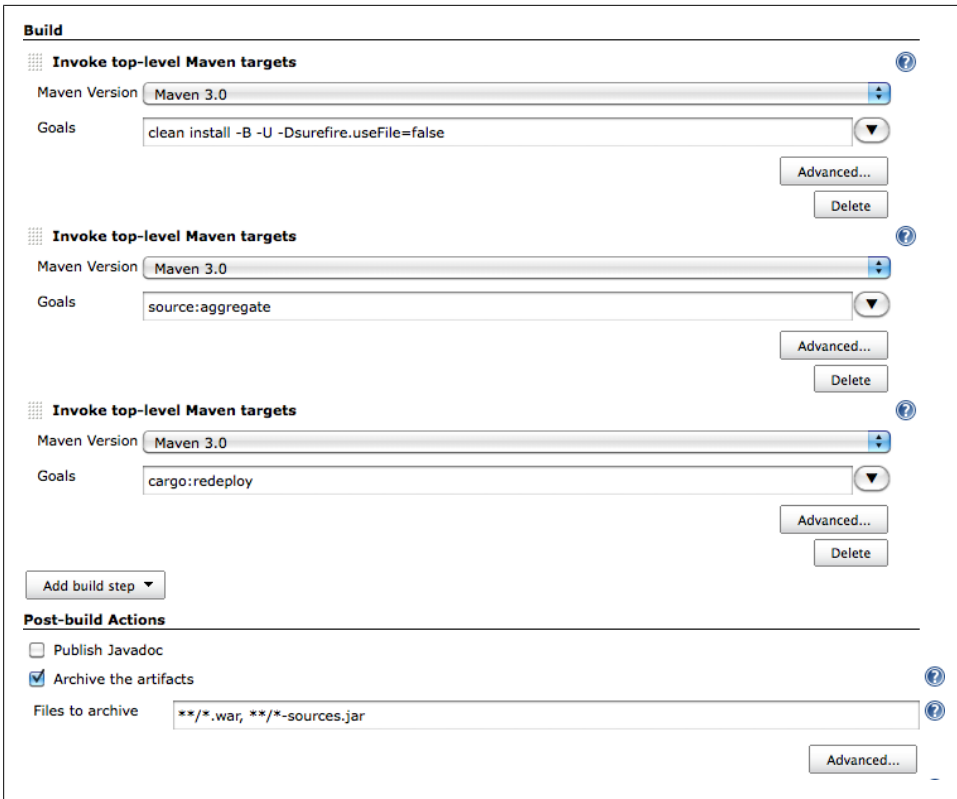 Build
Invoke top-level Maven targets
Maven Version Maven 3.0
Goals clean install -B -U -Dsurefire.useFile=false
Advanced...
Delete
Invoke top-level Maven targets
Maven Version Maven 3.0
Goals source:aggregate
Advanced...
Delete
Invoke top-level Maven targets
Maven Version Maven 3.0
Goals cargo:redeploy
Advanced...
Delete
Add build step
Post-build Actions
Publish Javadoc
Archive the artifacts
Files to archive **/*.war, **/*-sources.jar
Advanced...